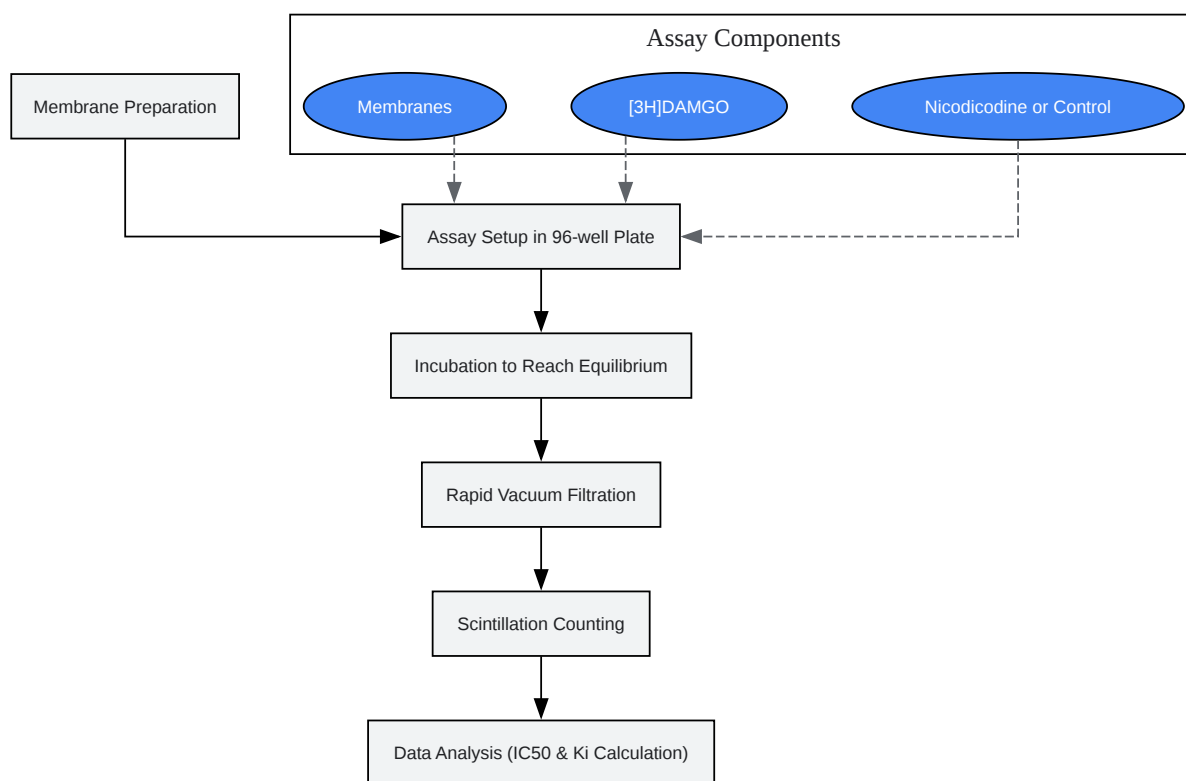 Assay Components
Membrane Preparation
Membranes
[3H]DAMGO
Nicodicodine or Control
Assay Setup in 96-well Plate
Incubation to Reach Equilibrium
Rapid Vacuum Filtration
Scintillation Counting
Data Analysis (IC50 & Ki Calculation)